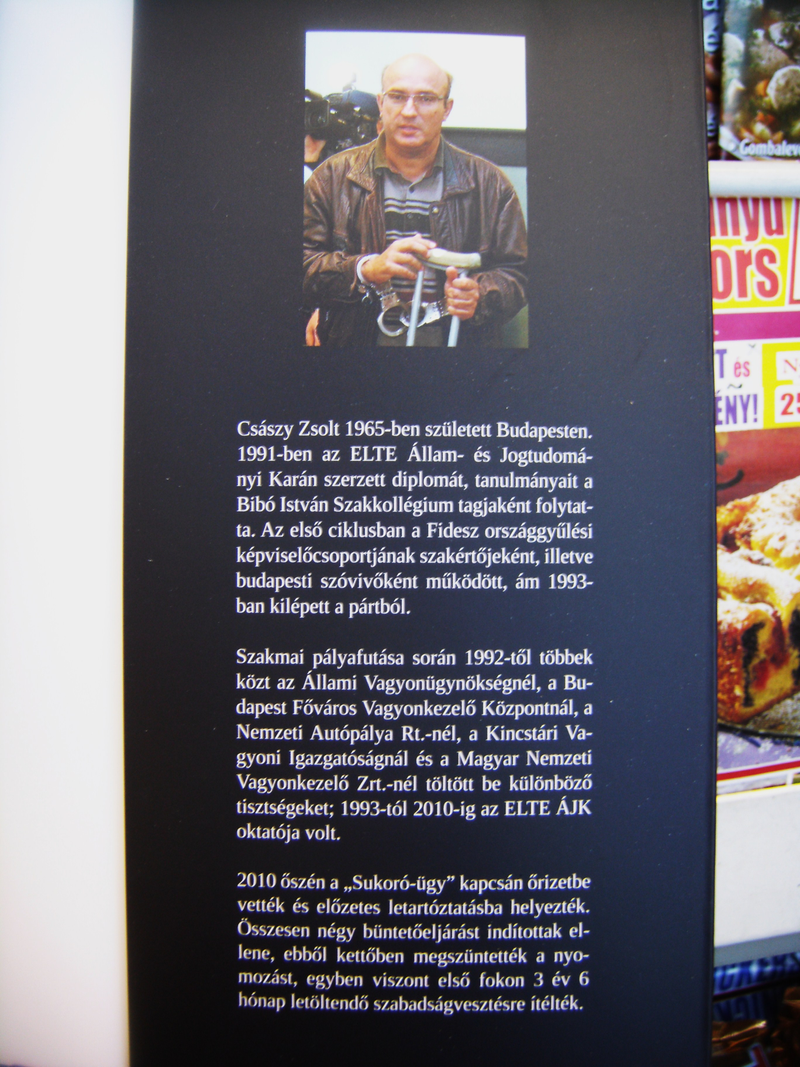 Császy Zsolt 1965-ben született Budapesten.
1991-ben az ELTE Állam- és Jogtudomá-
nyi Karán szerzett diplomát, tanulmányait a
Bibó István Szakkollégium tagjaként folytat-
ta. Az első ciklusban a Fidesz országgyűlési
képviselőcsoportjának szakértőjeként, illetve
budapesti szóvivőként működött, ám 1993-
ban kilépett a pártból.
Szakmai pályafutása során 1992-től többek
közt az Állami Vagyonügynökségnél, a Bu-
dapest Főváros Vagyonkezelő Központnál, a
Nemzeti Autópálya Rt.-nél, a Kincstári Va-
gyoni Igazgatóságnál és a Magyar Nemzeti
Vagyonkezelő Zrt.-nél töltött be különböző
tisztségeket; 1993-tól 2010-ig az ELTE ÁJK
oktatója volt.
2010 őszén a „Sukoró-ügy” kapcsán őrizetbe
vették és előzetes letartóztatásba helyezték.
Összesen négy büntetőeljárást indítottak el-
lene, ebből kettőben megszüntették a nyo-
mozást, egyben viszont első fokon 3 év 6
hónap letöltendő szabadságvesztésre ítélték.
Gombaleve
nyú
ors
T és
ÉNY!
N
25